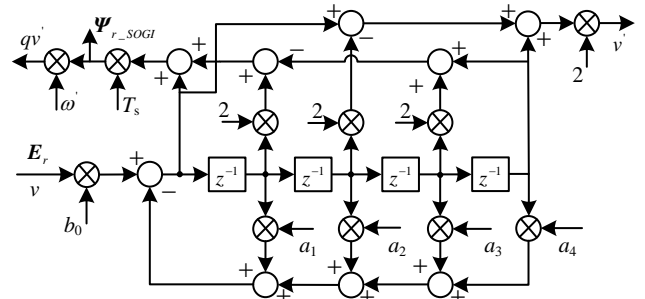 + − + +
qv' Ψr_SOGI + − + 2 v'
+ + +
ω' Ts 2 2 2
Er
v + − z⁻¹ z⁻¹ z⁻¹ z⁻¹
b0 a1 a2 a3 a4
+ + +
+ + +